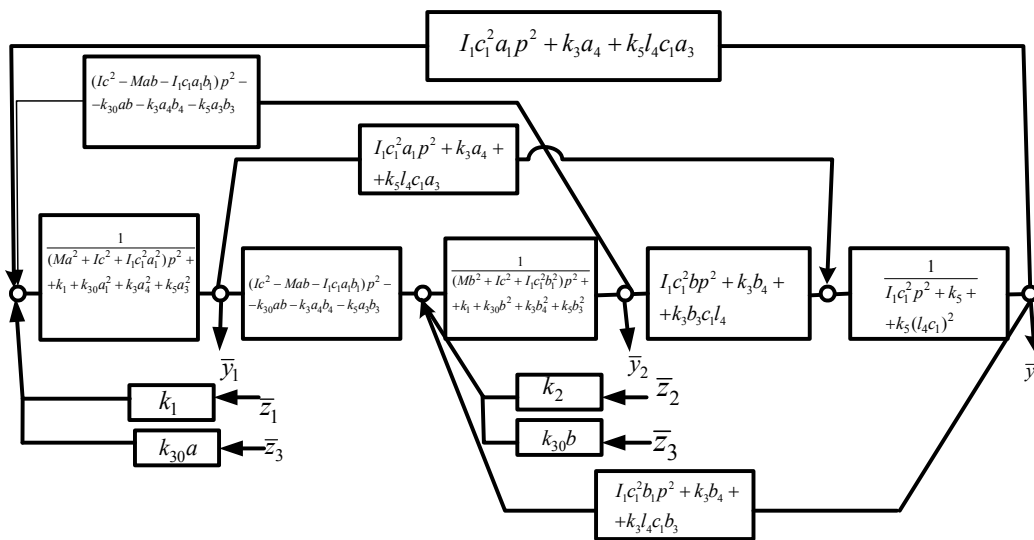 I₁c₁²a₁p² + k₃a₄ + k₅l₄c₁a₃
(Ic² − Mab − I₁c₁a₁b₁)p² −
−k₃₀ab − k₃a₄b₄ − k₅a₃b₃
I₁c₁²a₁p² + k₃a₄ +
+k₅l₄c₁a₃
1
(Ma² + Ic² + I₁c₁²a₁²)p² +
+k₁ + k₃₀a₁² + k₃a₄² + k₅a₃²
(Ic² − Mab − I₁c₁a₁b₁)p² −
−k₃₀ab − k₃a₄b₄ − k₅a₃b₃
1
(Mb² + Ic² + I₁c₁²b₁²)p² +
+k₁ + k₃₀b² + k₃b₄² + k₅b₃²
I₁c₁²bp² + k₃b₄ +
+k₃b₃c₁l₄
1
I₁c₁²p² + k₅ +
+k₅(l₄c₁)²
y̅₁
y̅₂
y̅
k₁
z̅₁
k₃₀a
z̅₃
k₂
z̅₂
k₃₀b
z̅₃
I₁c₁²b₁p² + k₃b₄ +
+k₃l₄c₁b₃